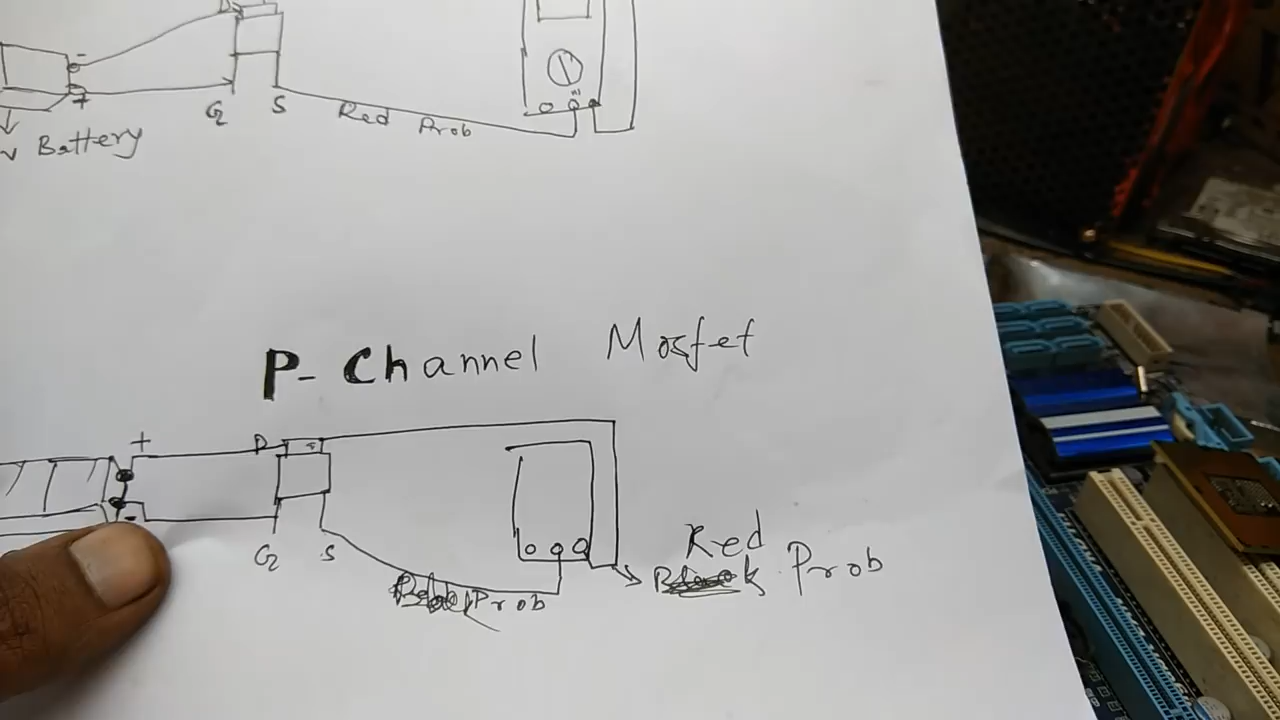 -
+
G S Red Prob
Battery
P- Channel Mosfet
+ D
-
G S
Red
Prob Prob